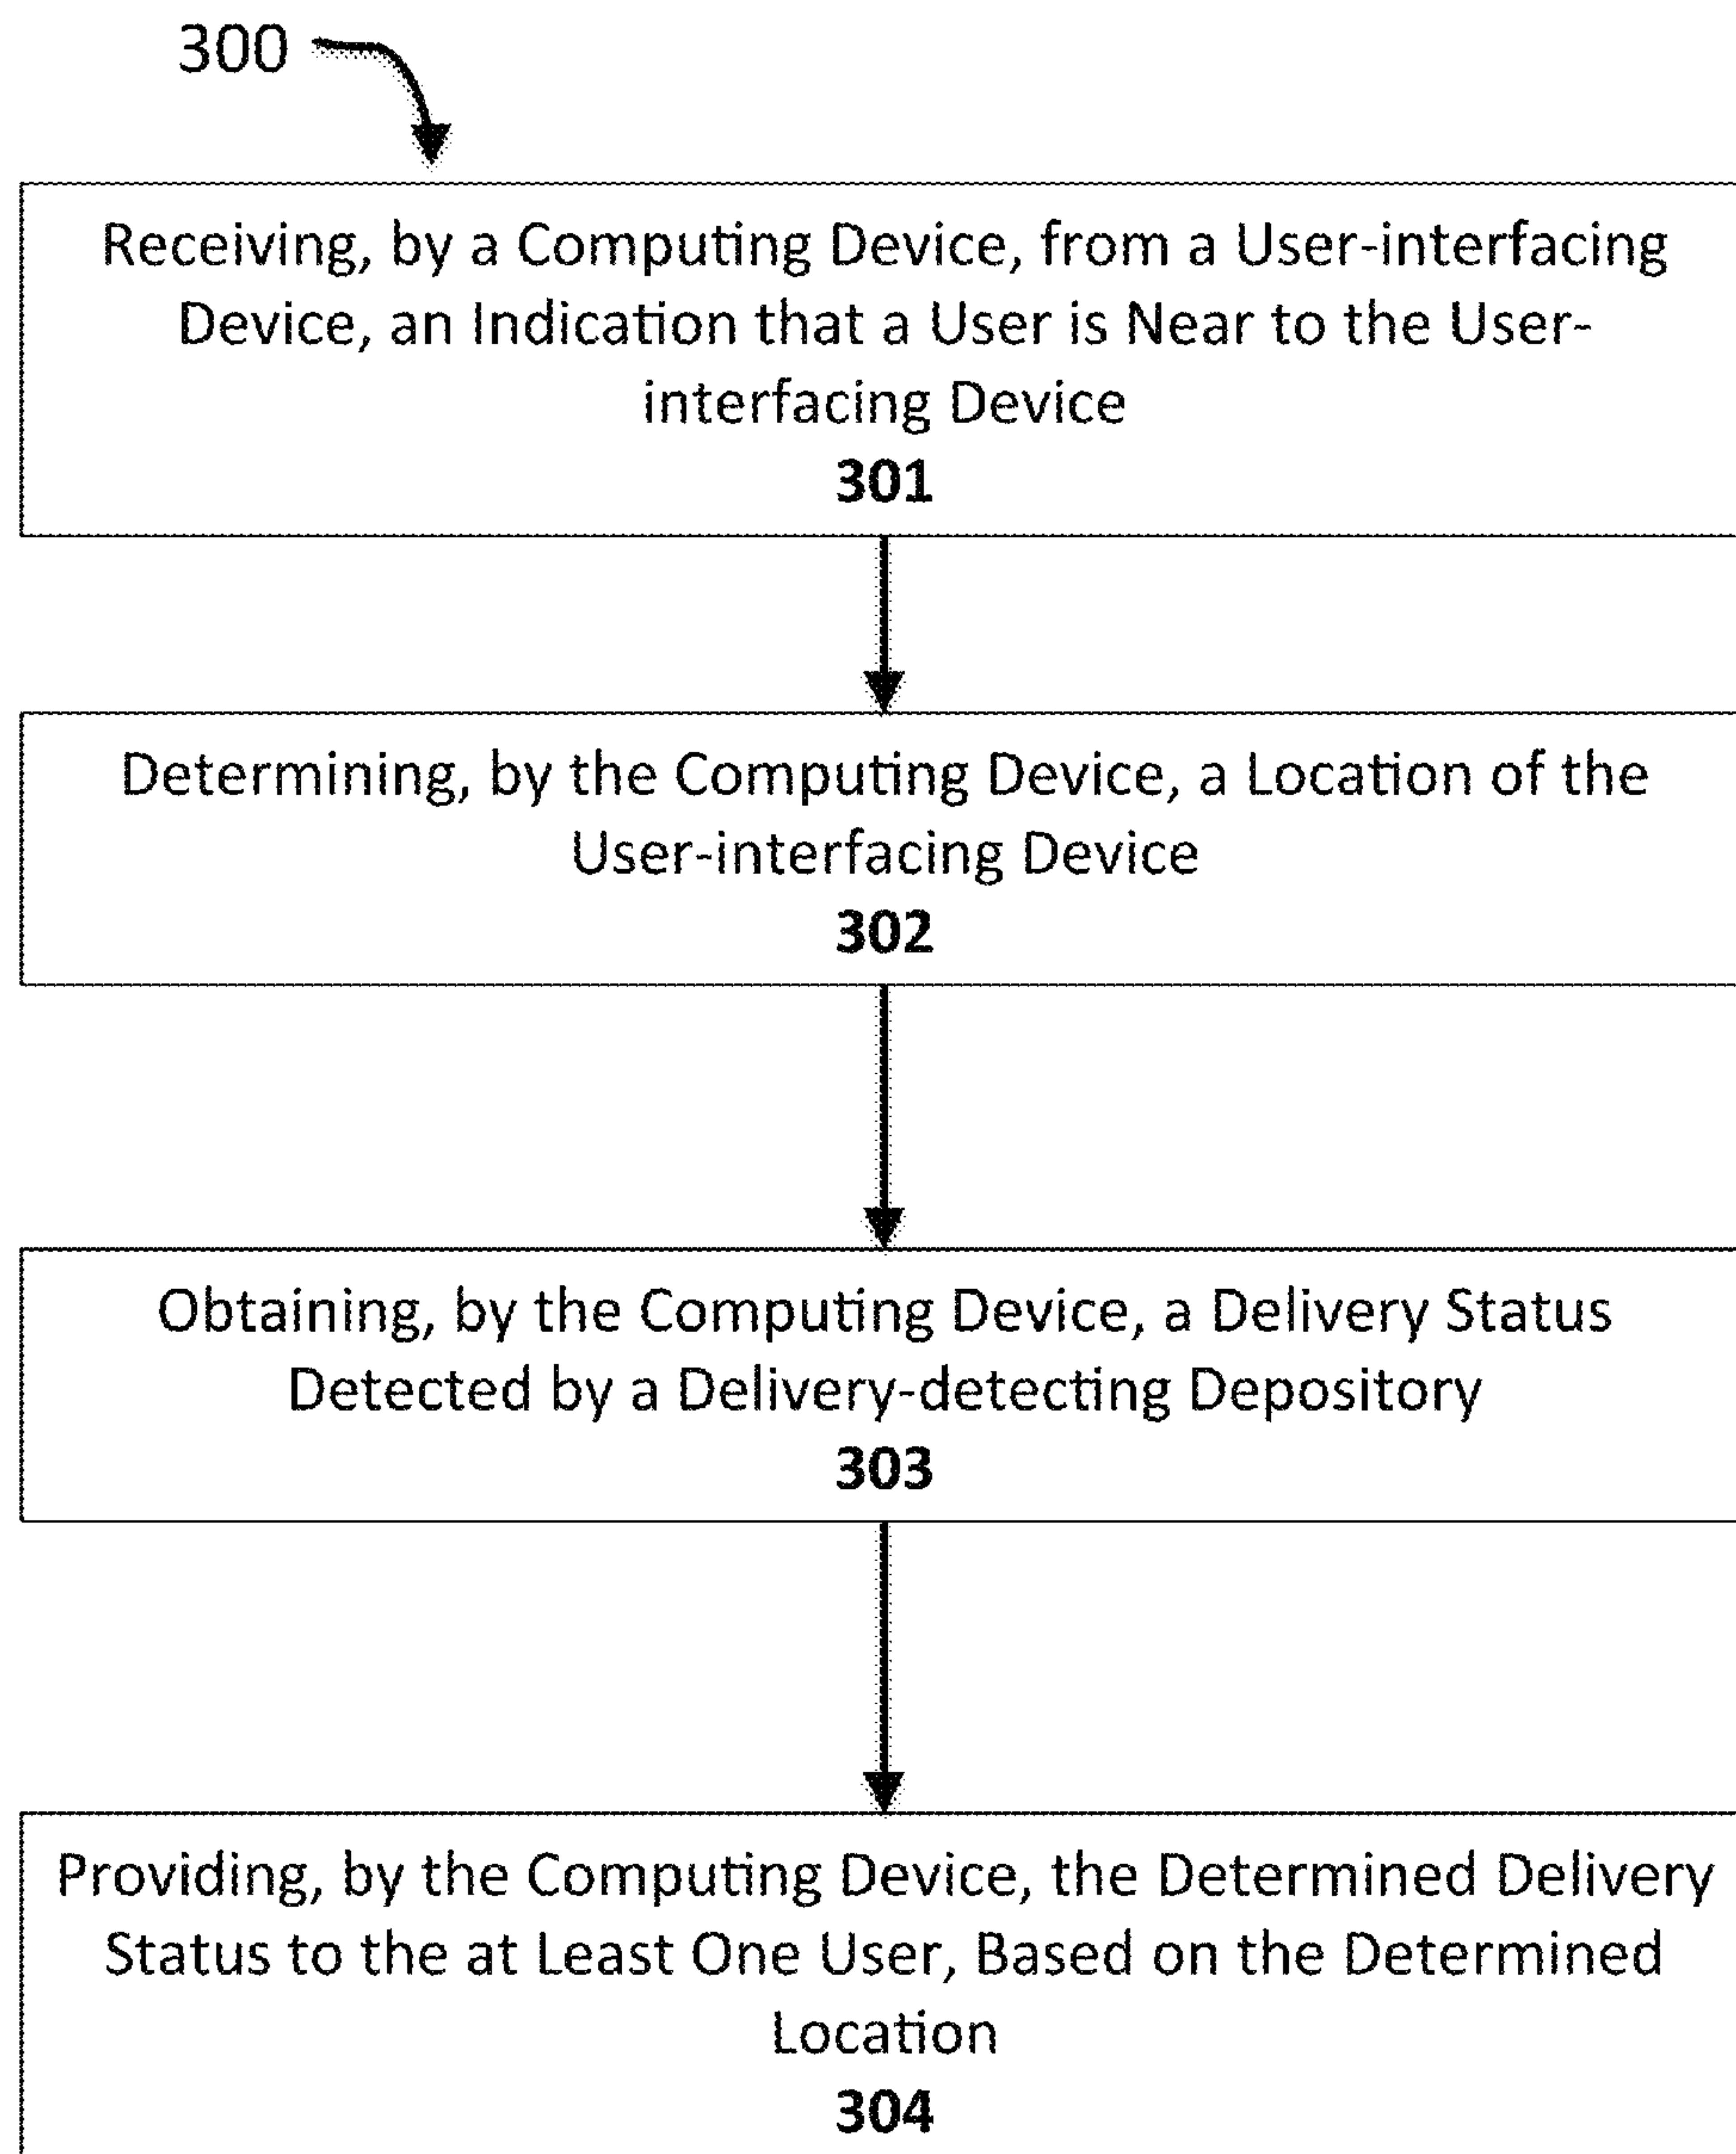 300
Receiving, by a Computing Device, from a User-interfacing
Device, an Indication that a User is Near to the User-
interfacing Device
301
Determining, by the Computing Device, a Location of the
User-interfacing Device
302
Obtaining, by the Computing Device, a Delivery Status
Detected by a Delivery-detecting Depository
303
Providing, by the Computing Device, the Determined Delivery
Status to the at Least One User, Based on the Determined
Location
304